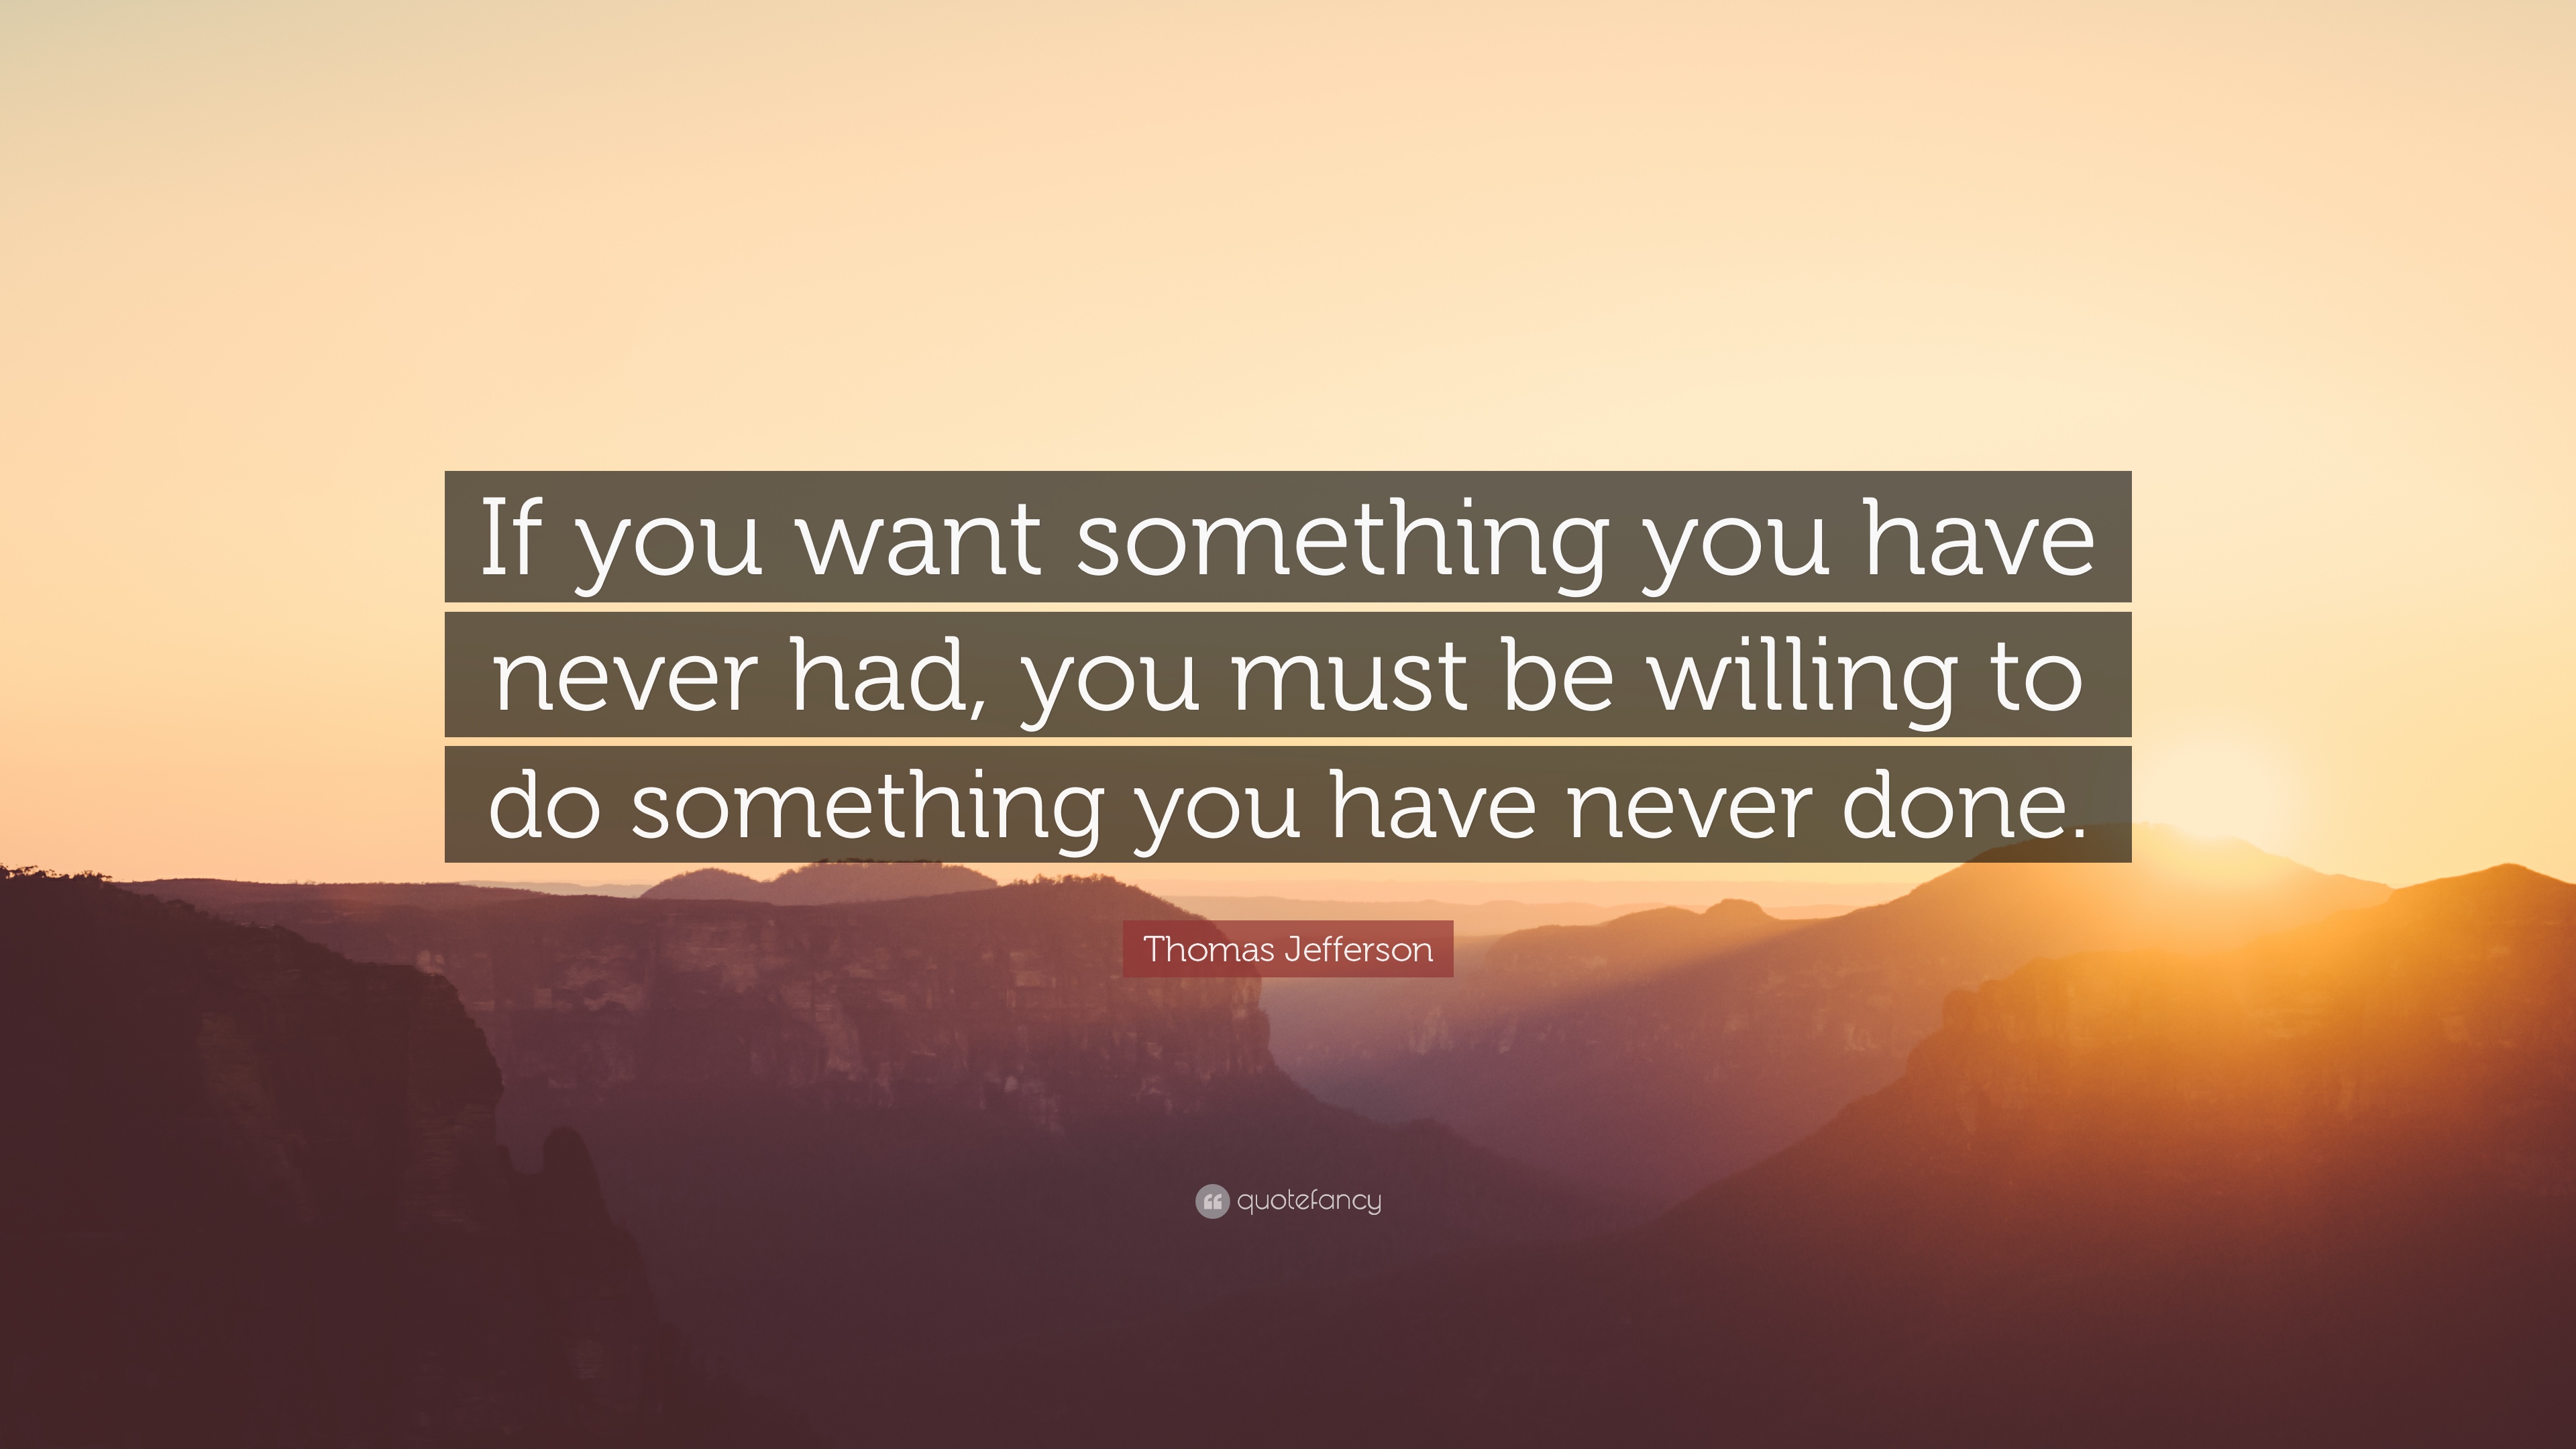 If you want something you have
never had, you must be willing to
do something you have never done.
Thomas Jefferson
quotefancy